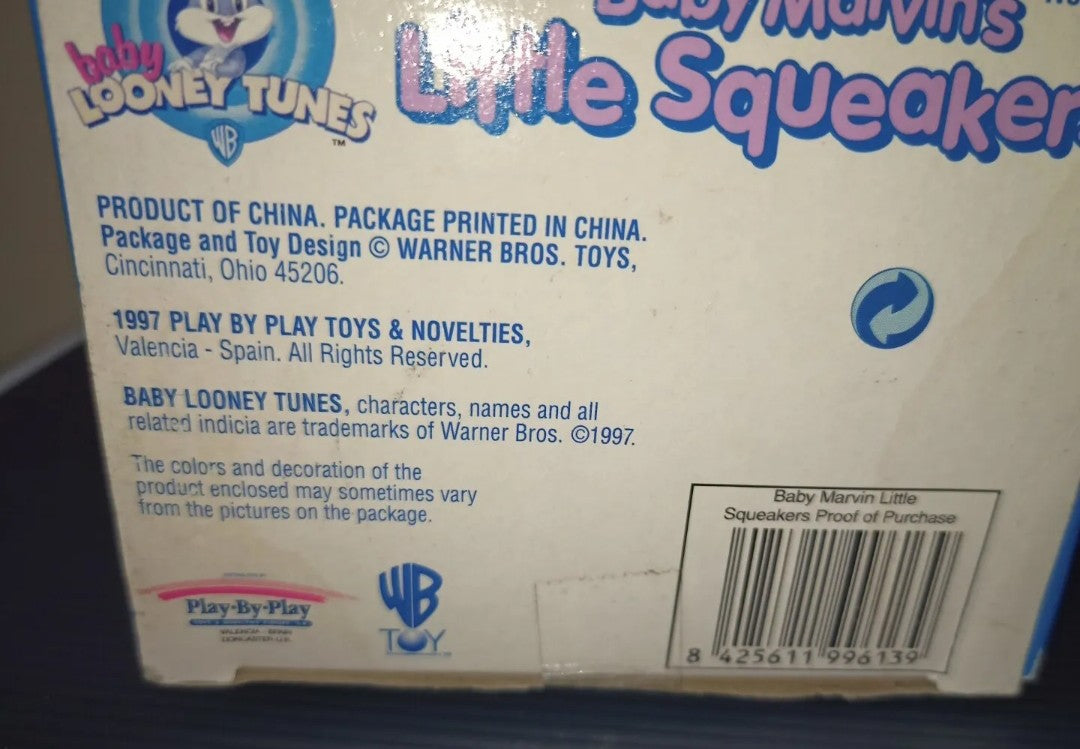 Baby Marvin's
baby
LOONEY TUNES
WB
TM
Little Squeaker
PRODUCT OF CHINA. PACKAGE PRINTED IN CHINA.
Package and Toy Design © WARNER BROS. TOYS,
Cincinnati, Ohio 45206.
1997 PLAY BY PLAY TOYS & NOVELTIES,
Valencia - Spain. All Rights Reserved.
BABY LOONEY TUNES, characters, names and all
related indicia are trademarks of Warner Bros. ©1997.
The colors and decoration of the
product enclosed may sometimes vary
from the pictures on the package.
Baby Marvin Little
Squeakers Proof of Purchase
8 425611 996139
Play-By-Play
VALENCIA - SPAIN
DONCASTER - U.K.
WB
TOY